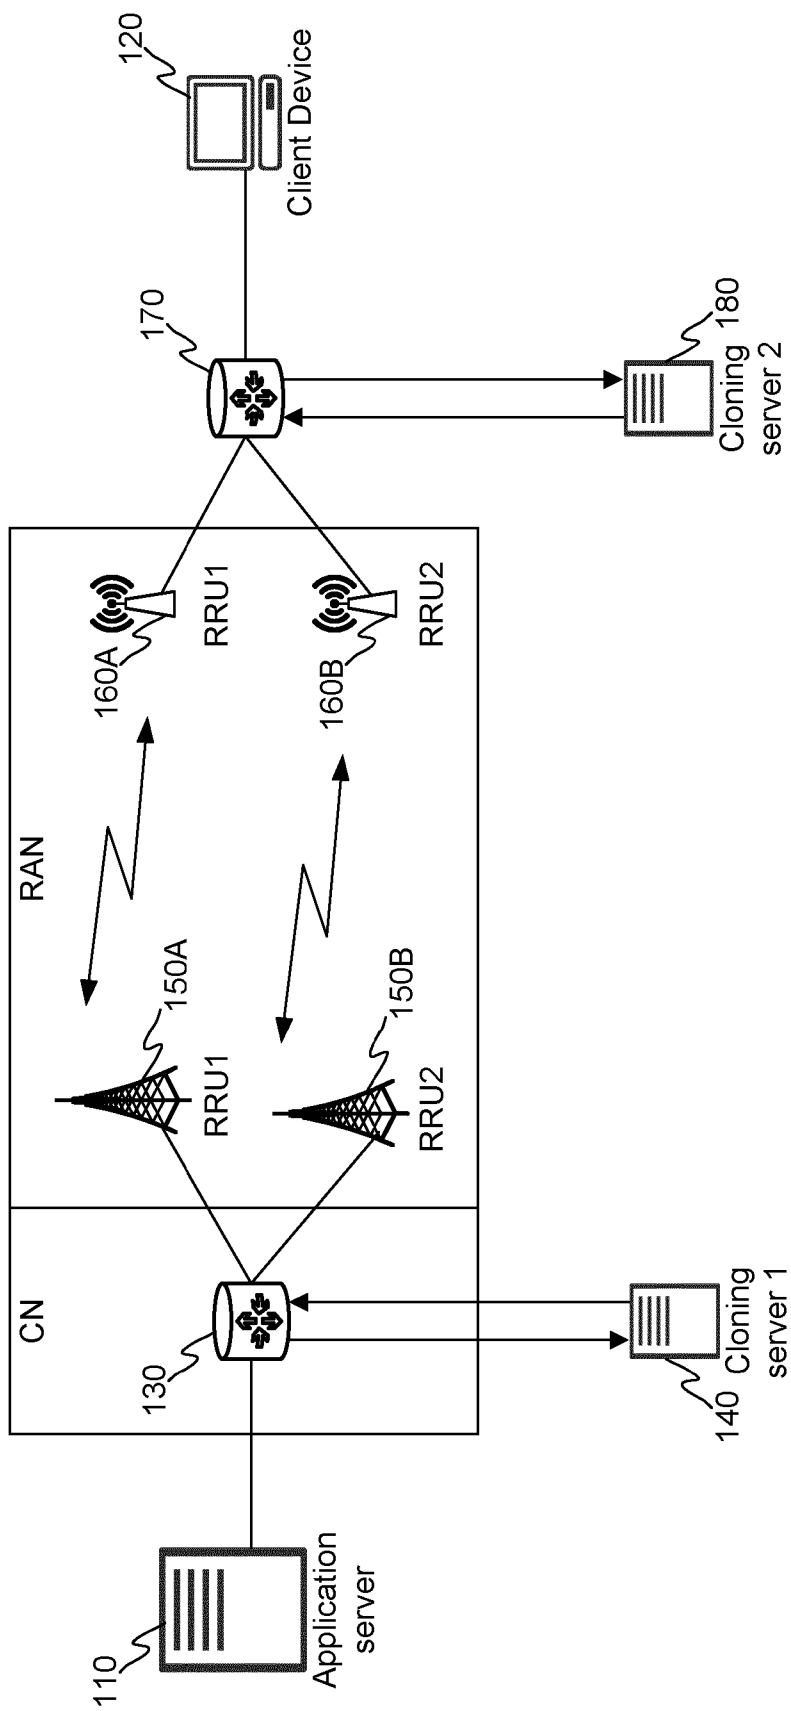 CN
RAN
110
Application
server
130
140
Cloning
server 1
150A
RRU1
150B
RRU2
160A
RRU1
160B
RRU2
170
180
Cloning
server 2
120
Client Device